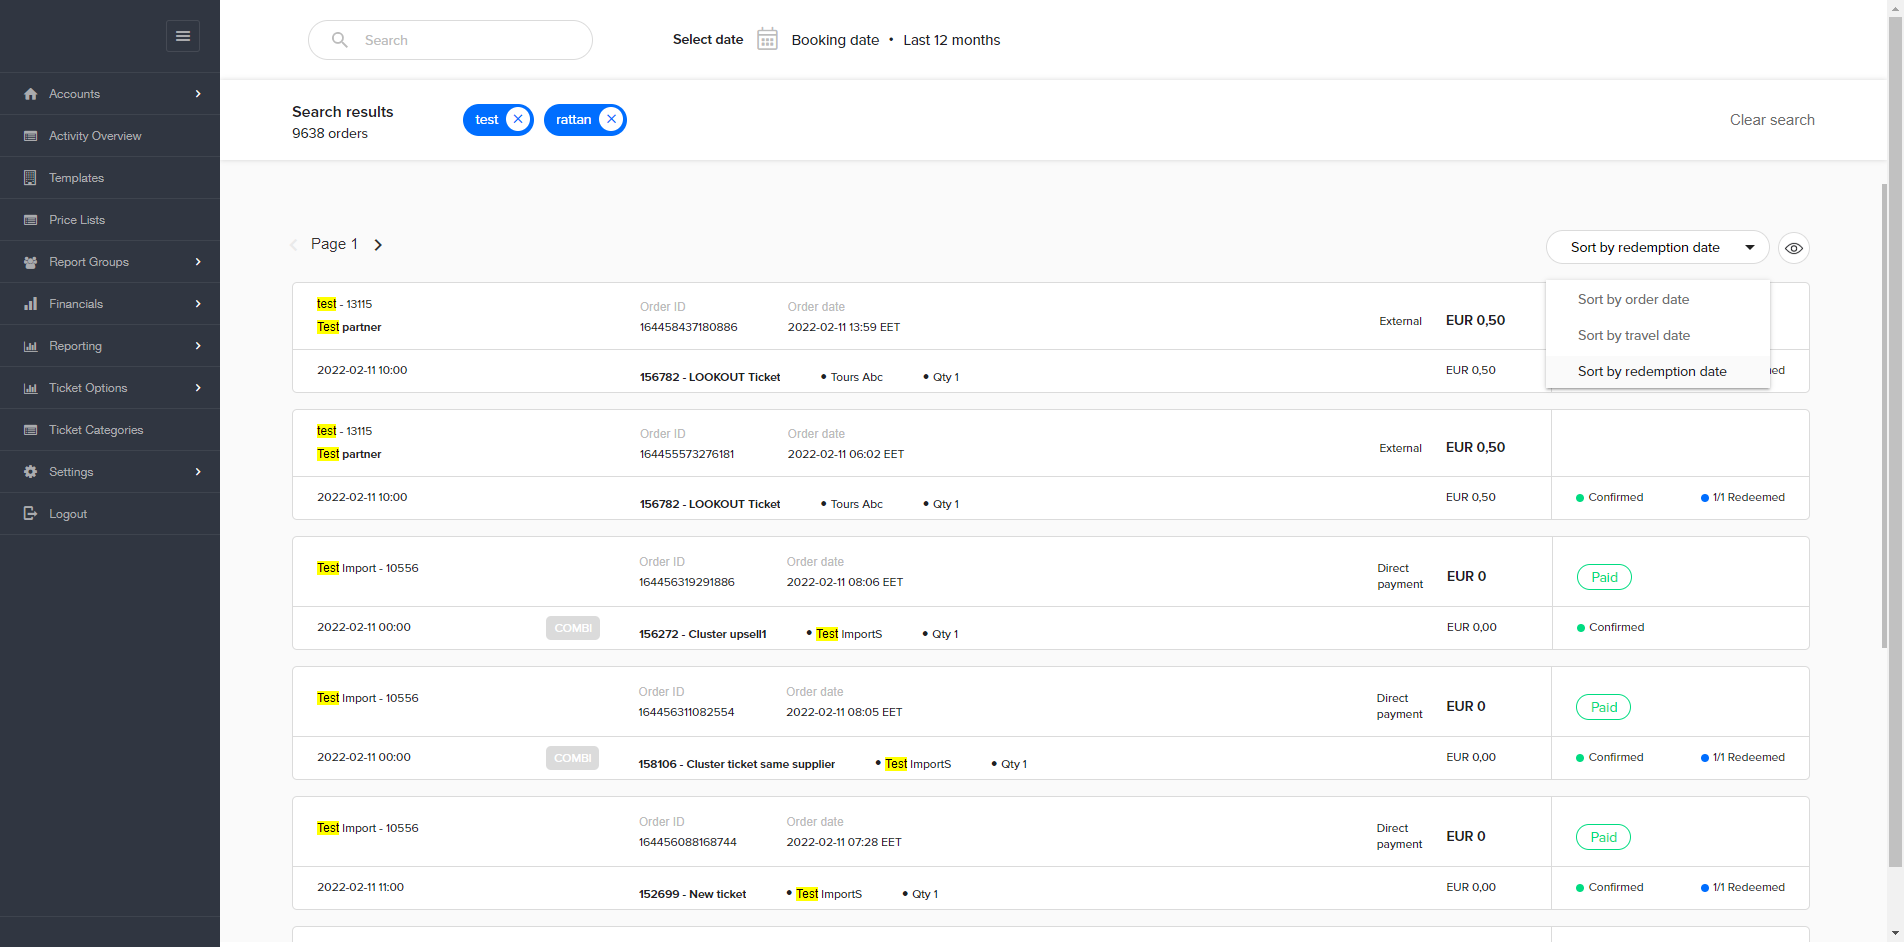 Accounts
Activity Overview
Templates
Price Lists
Report Groups
Financials
Reporting
Ticket Options
Ticket Categories
Settings
Logout
Search
Select date
Booking date • Last 12 months
Search results
9638 orders
test
rattan
Clear search
Page 1
Sort by redemption date
Sort by order date
Sort by travel date
Sort by redemption date
test - 13115
Test partner
Order ID
164458437180886
Order date
2022-02-11 13:59 EET
External
EUR 0,50
2022-02-11 10:00
156782 - LOOKOUT Ticket
• Tours Abc
• Qty 1
EUR 0,50
ed
test - 13115
Test partner
Order ID
164455573276181
Order date
2022-02-11 06:02 EET
External
EUR 0,50
2022-02-11 10:00
156782 - LOOKOUT Ticket
• Tours Abc
• Qty 1
EUR 0,50
Confirmed
1/1 Redeemed
Test Import - 10556
Order ID
164456319291886
Order date
2022-02-11 08:06 EET
Direct
payment
EUR 0
Paid
2022-02-11 00:00
COMBI
156272 - Cluster upsell1
• Test ImportS
• Qty 1
EUR 0,00
Confirmed
Test Import - 10556
Order ID
164456311082554
Order date
2022-02-11 08:05 EET
Direct
payment
EUR 0
Paid
2022-02-11 00:00
COMBI
158106 - Cluster ticket same supplier
• Test ImportS
• Qty 1
EUR 0,00
Confirmed
1/1 Redeemed
Test Import - 10556
Order ID
164456088168744
Order date
2022-02-11 07:28 EET
Direct
payment
EUR 0
Paid
2022-02-11 11:00
152699 - New ticket
• Test ImportS
• Qty 1
EUR 0,00
Confirmed
1/1 Redeemed